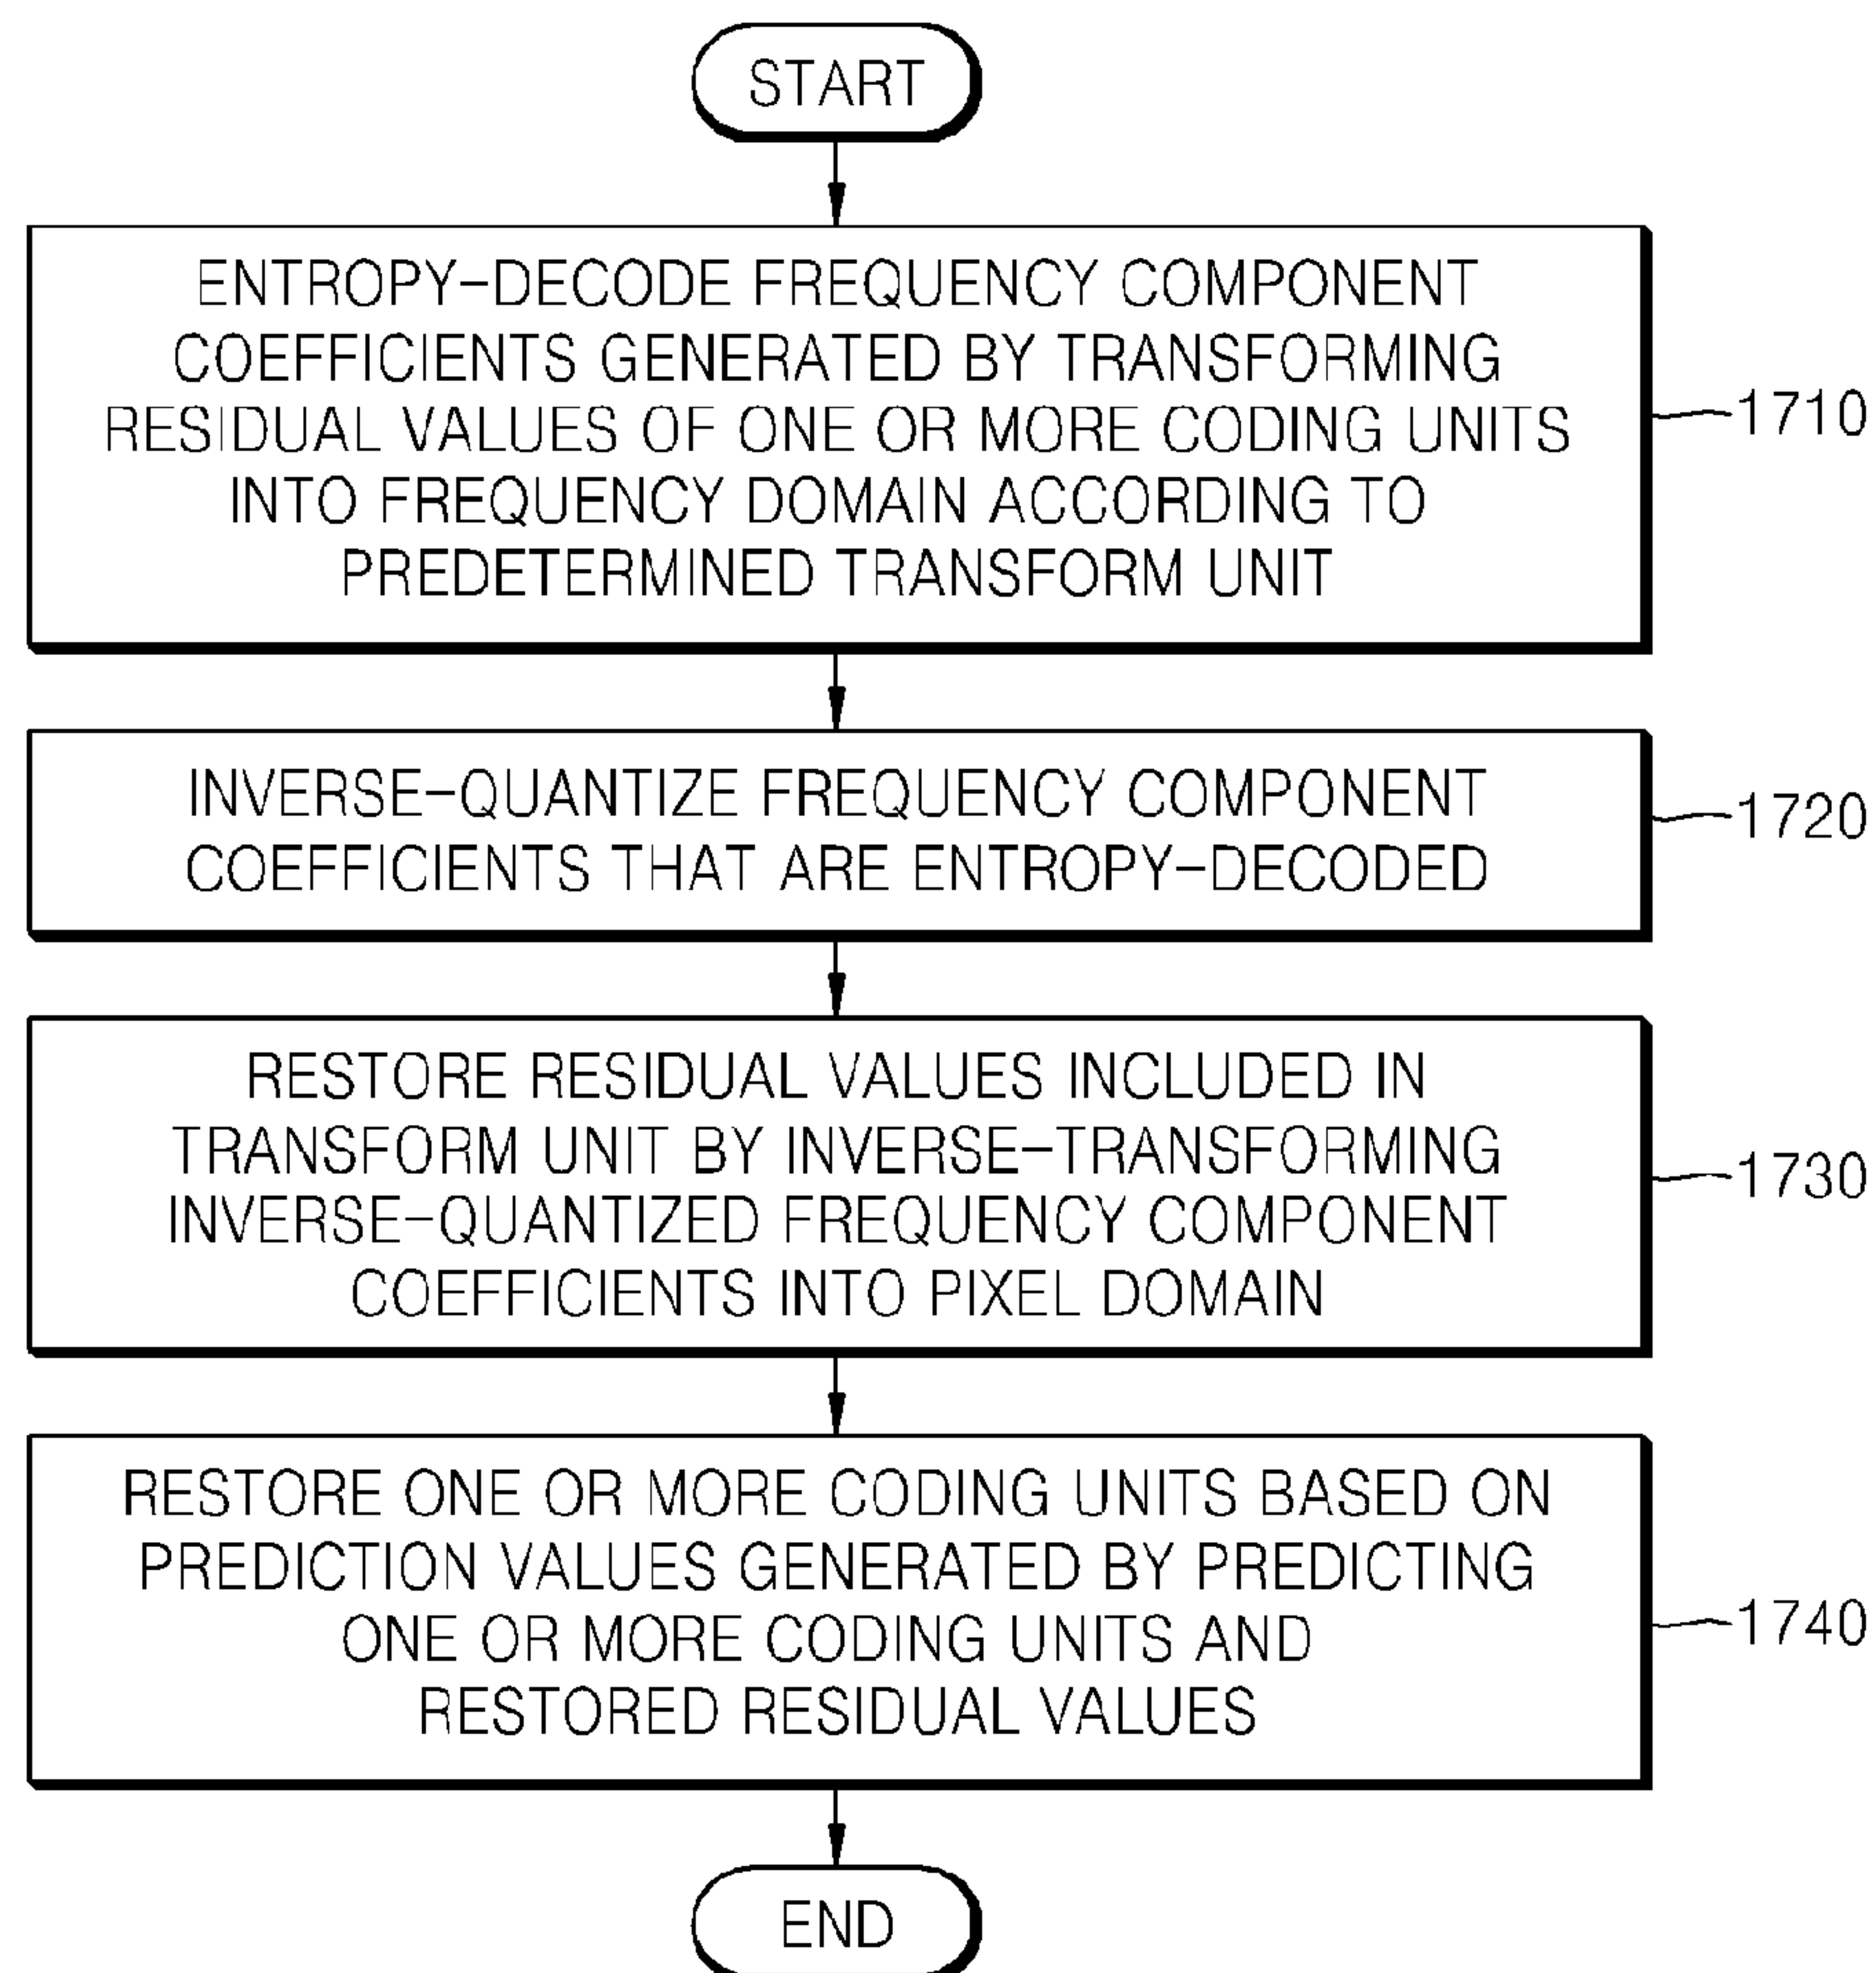 START
ENTROPY-DECODE FREQUENCY COMPONENT
COEFFICIENTS GENERATED BY TRANSFORMING
RESIDUAL VALUES OF ONE OR MORE CODING UNITS
INTO FREQUENCY DOMAIN ACCORDING TO
PREDETERMINED TRANSFORM UNIT
1710
INVERSE-QUANTIZE FREQUENCY COMPONENT
COEFFICIENTS THAT ARE ENTROPY-DECODED
1720
RESTORE RESIDUAL VALUES INCLUDED IN
TRANSFORM UNIT BY INVERSE-TRANSFORMING
INVERSE-QUANTIZED FREQUENCY COMPONENT
COEFFICIENTS INTO PIXEL DOMAIN
1730
RESTORE ONE OR MORE CODING UNITS BASED ON
PREDICTION VALUES GENERATED BY PREDICTING
ONE OR MORE CODING UNITS AND
RESTORED RESIDUAL VALUES
1740
END